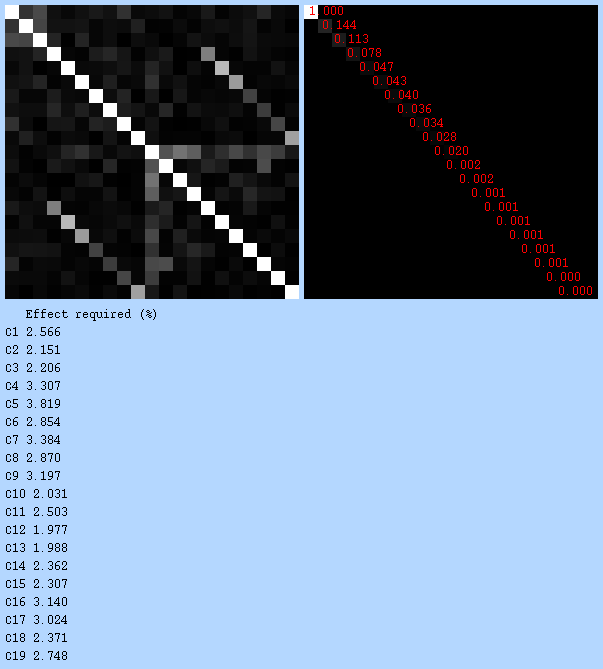 1.000
0.144
0.113
0.078
0.047
0.043
0.040
0.036
0.034
0.028
0.020
0.002
0.002
0.001
0.001
0.001
0.001
0.001
0.001
0.000
0.000
Effect required (%)
C1 2.566
C2 2.151
C3 2.206
C4 3.307
C5 3.819
C6 2.854
C7 3.384
C8 2.870
C9 3.197
C10 2.031
C11 2.503
C12 1.977
C13 1.988
C14 2.362
C15 2.307
C16 3.140
C17 3.024
C18 2.371
C19 2.748